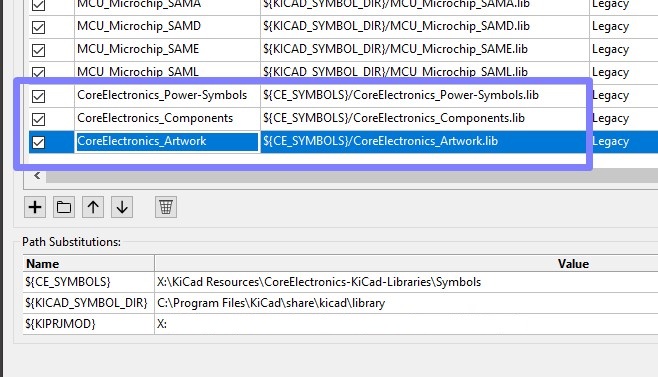 MCU_Microchip_SAMA ${KICAD_SYMBOL_DIR}/MCU_Microchip_SAMA.lib Legacy
MCU_Microchip_SAMD ${KICAD_SYMBOL_DIR}/MCU_Microchip_SAMD.lib Legacy
MCU_Microchip_SAME ${KICAD_SYMBOL_DIR}/MCU_Microchip_SAME.lib Legacy
MCU_Microchip_SAML ${KICAD_SYMBOL_DIR}/MCU_Microchip_SAML.lib Legacy
CoreElectronics_Power-Symbols ${CE_SYMBOLS}/CoreElectronics_Power-Symbols.lib Legacy
CoreElectronics_Components ${CE_SYMBOLS}/CoreElectronics_Components.lib Legacy
CoreElectronics_Artwork ${CE_SYMBOLS}/CoreElectronics_Artwork.lib Legacy
Path Substitutions:
Name Value
${CE_SYMBOLS} X:\KiCad Resources\CoreElectronics-KiCad-Libraries\Symbols
${KICAD_SYMBOL_DIR} C:\Program Files\KiCad\share\kicad\library
${KIPRJMOD} X: